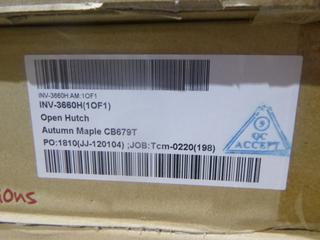 INV-3660H:AM:1OF1
INV-3660H(1OF1)
Open Hutch
Autumn Maple CB679T
PO:1810(JJ-120104) ;JOB:Tcm-0220(198)
QC
ACCEPT
ions